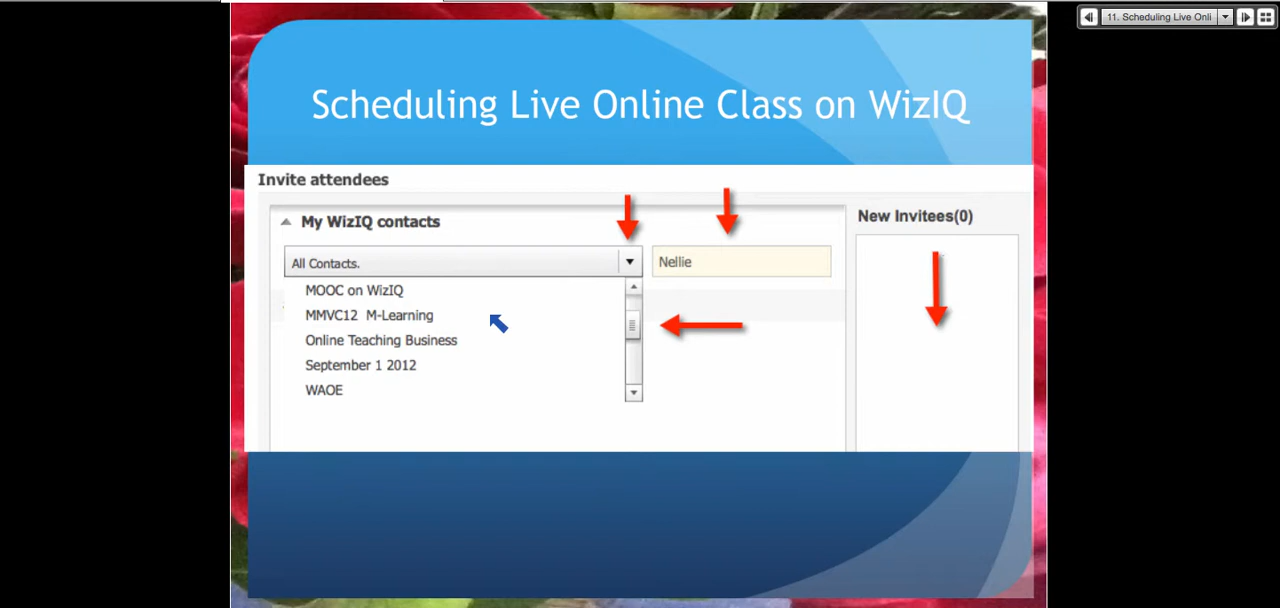 11. Scheduling Live Onli
Scheduling Live Online Class on WizIQ
Invite attendees
My WizIQ contacts
New Invitees(0)
All Contacts.
Nellie
MOOC on WizIQ
MMVC12 M-Learning
Online Teaching Business
September 1 2012
WAOE